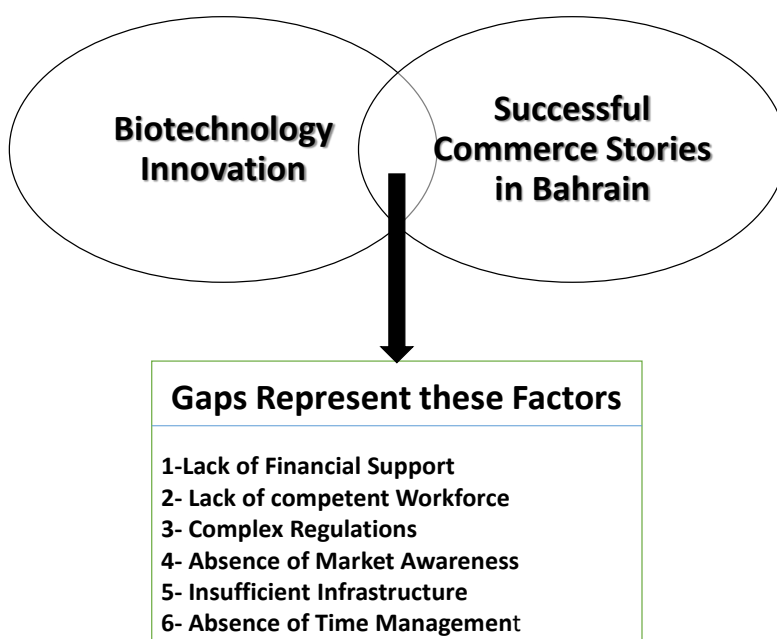 Biotechnology
Innovation
Successful
Commerce Stories
in Bahrain
Gaps Represent these Factors
1-Lack of Financial Support
2- Lack of competent Workforce
3- Complex Regulations
4- Absence of Market Awareness
5- Insufficient Infrastructure
6- Absence of Time Management